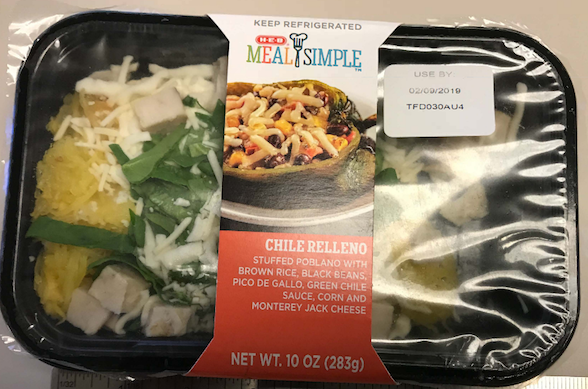 KEEP REFRIGERATED
H-E-B
MEAL SIMPLE™
USE BY
02/09/2019
TFD030AU4
CHILE RELLENO
STUFFED POBLANO WITH
BROWN RICE, BLACK BEANS,
PICO DE GALLO, GREEN CHILE
SAUCE, CORN AND
MONTEREY JACK CHEESE
NET WT. 10 OZ (283g)